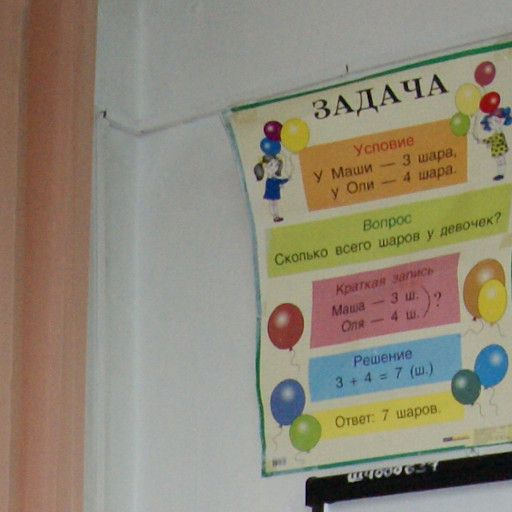 ЗАДАЧА
Условие
У Маши — 3 шара,
у Оли — 4 шара.
Вопрос
Сколько всего шаров у девочек?
Краткая запись
Маша — 3 ш.
Оля — 4 ш. ) ?
Решение
3 + 4 = 7 (ш.)
Ответ: 7 шаров.